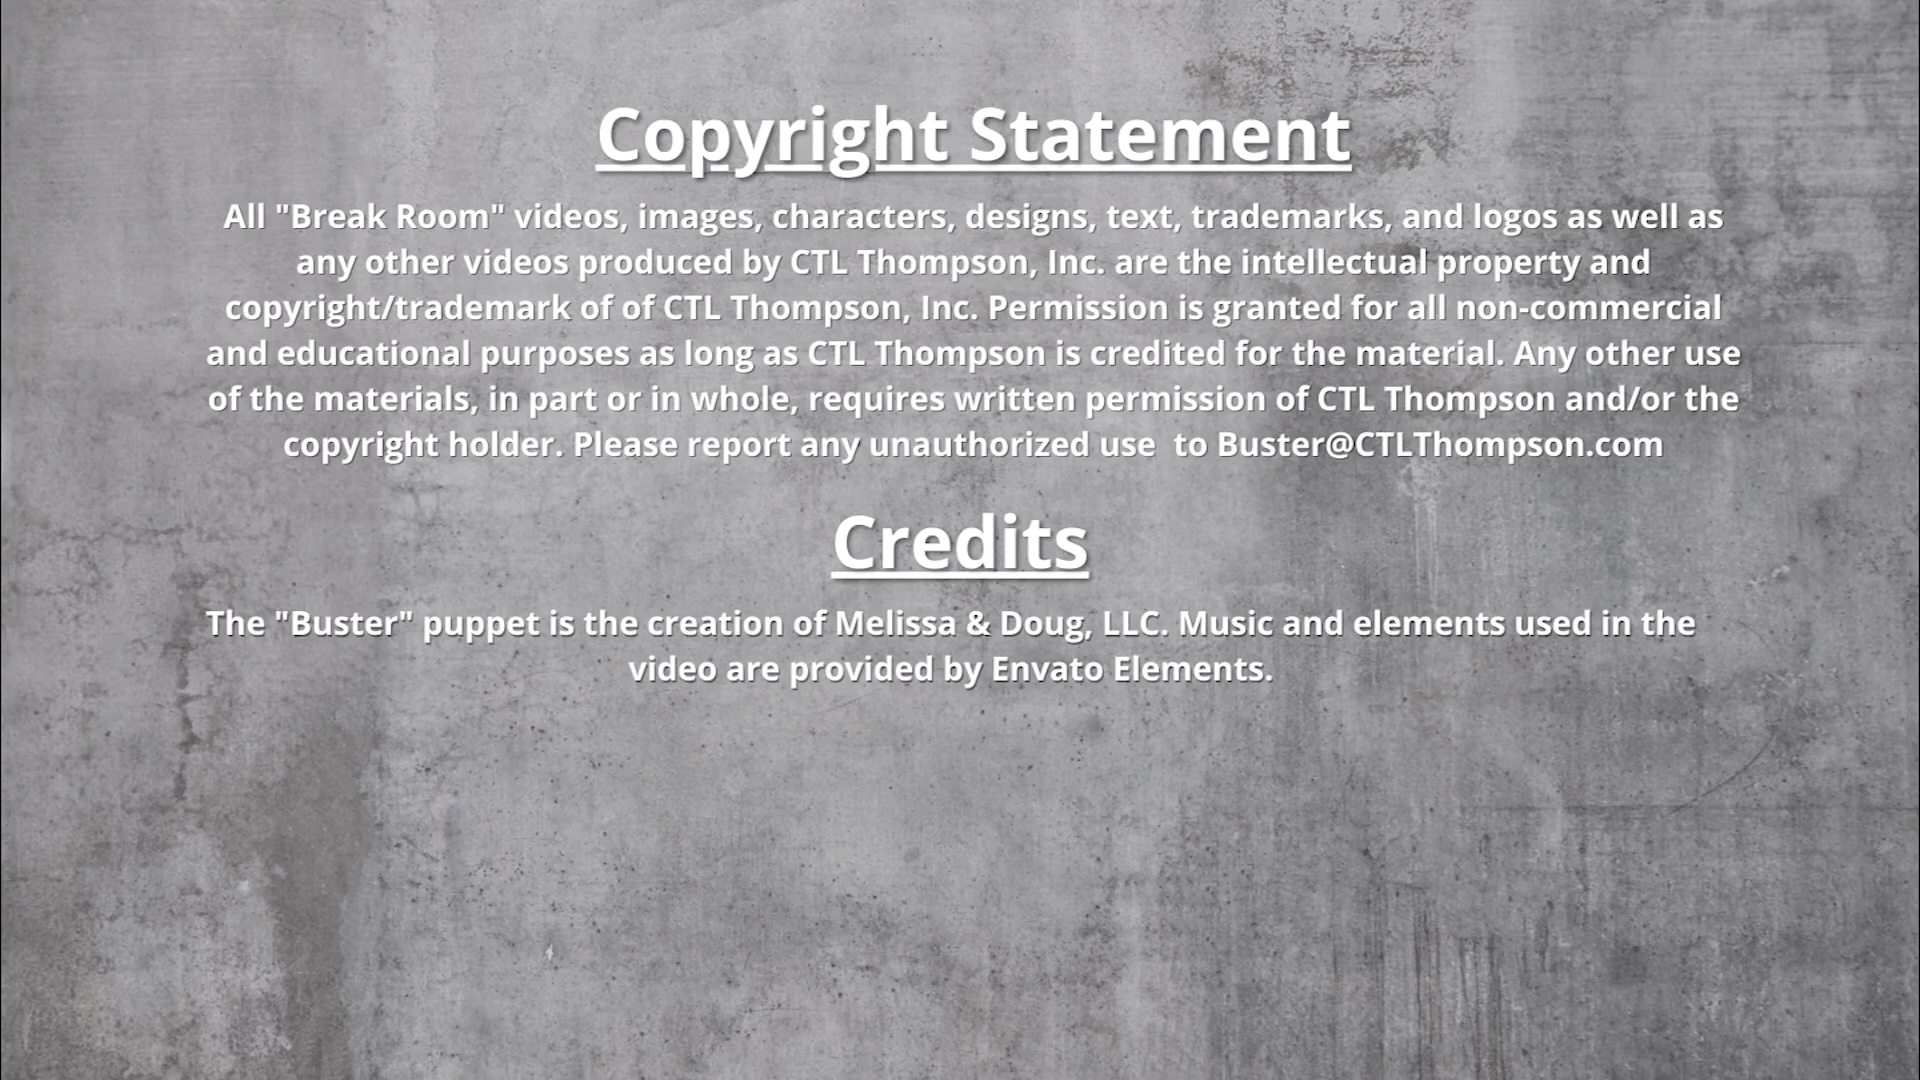 Copyright Statement
All "Break Room" videos, images, characters, designs, text, trademarks, and logos as well as
any other videos produced by CTL Thompson, Inc. are the intellectual property and
copyright/trademark of of CTL Thompson, Inc. Permission is granted for all non-commercial
and educational purposes as long as CTL Thompson is credited for the material. Any other use
of the materials, in part or in whole, requires written permission of CTL Thompson and/or the
copyright holder. Please report any unauthorized use  to Buster@CTLThompson.com
Credits
The "Buster" puppet is the creation of Melissa & Doug, LLC. Music and elements used in the
video are provided by Envato Elements.